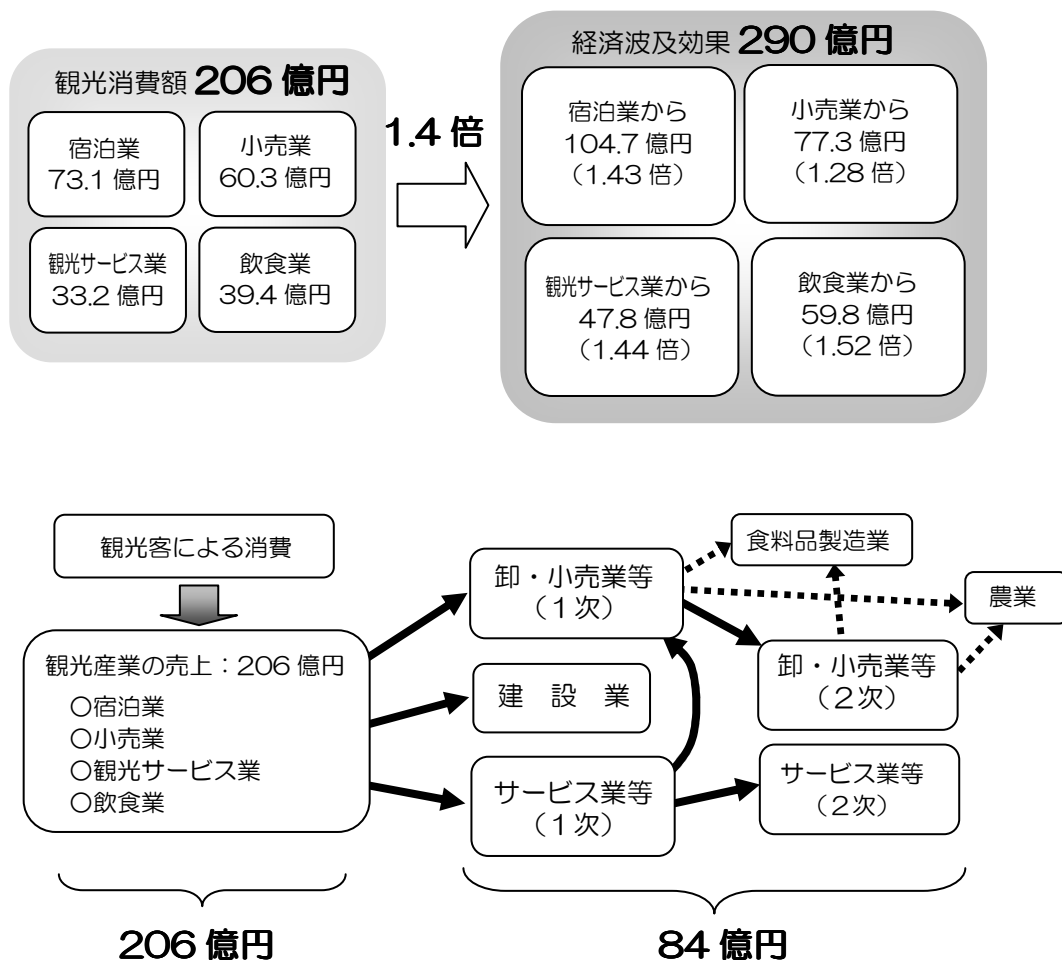 観光消費額 206 億円
宿泊業
73.1 億円
小売業
60.3 億円
観光サービス業
33.2 億円
飲食業
39.4 億円
1.4 倍
経済波及効果 290 億円
宿泊業から
104.7 億円
（1.43 倍）
小売業から
77.3 億円
（1.28 倍）
観光サービス業から
47.8 億円
（1.44 倍）
飲食業から
59.8 億円
（1.52 倍）
観光客による消費
観光産業の売上：206 億円
○宿泊業
○小売業
○観光サービス業
○飲食業
卸・小売業等
（１次）
建　設　業
サービス業等
（１次）
食料品製造業
農業
卸・小売業等
（２次）
サービス業等
（２次）
206 億円
84 億円